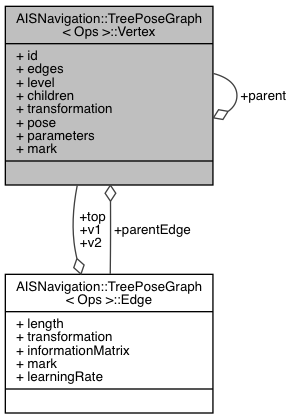 AISNavigation::TreePoseGraph
< Ops >::Vertex
+ id
+ edges
+ level
+ children
+ transformation
+ pose
+ parameters
+ mark
+parent
+top
+v1
+v2
+parentEdge
AISNavigation::TreePoseGraph
< Ops >::Edge
+ length
+ transformation
+ informationMatrix
+ mark
+ learningRate